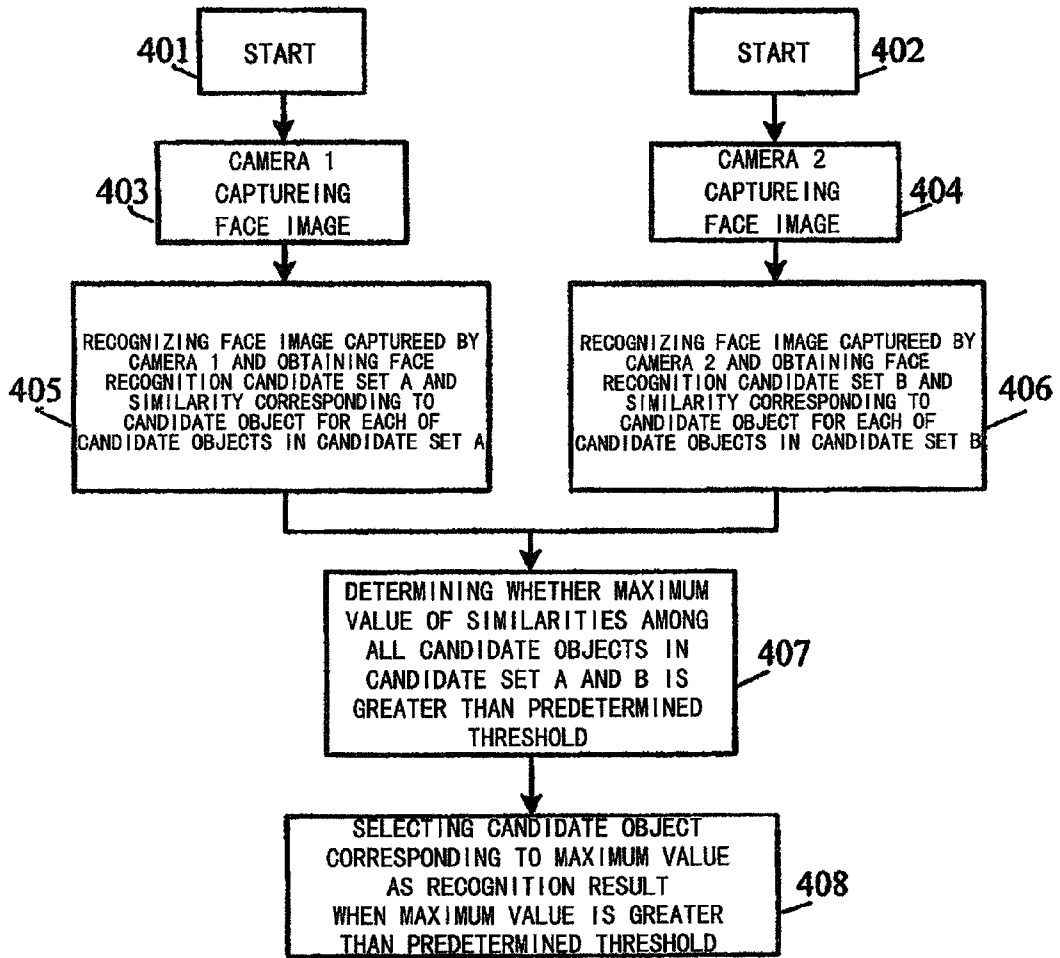 401
START
START
402
403
CAMERA 1
CAPTUREING
FACE IMAGE
CAMERA 2
CAPTUREING
FACE IMAGE
404
405
RECOGNIZING FACE IMAGE CAPTUREED BY
CAMERA 1 AND OBTAINING FACE
RECOGNITION CANDIDATE SET A AND
SIMILARITY CORRESPONDING TO
CANDIDATE OBJECT FOR EACH OF
CANDIDATE OBJECTS IN CANDIDATE SET A
RECOGNIZING FACE IMAGE CAPTUREED BY
CAMERA 2 AND OBTAINING FACE
RECOGNITION CANDIDATE SET B AND
SIMILARITY CORRESPONDING TO
CANDIDATE OBJECT FOR EACH OF
CANDIDATE OBJECTS IN CANDIDATE SET B
406
DETERMINING WHETHER MAXIMUM
VALUE OF SIMILARITIES AMONG
ALL CANDIDATE OBJECTS IN
CANDIDATE SET A AND B IS
GREATER THAN PREDETERMINED
THRESHOLD
407
SELECTING CANDIDATE OBJECT
CORRESPONDING TO MAXIMUM VALUE
AS RECOGNITION RESULT
WHEN MAXIMUM VALUE IS GREATER
THAN PREDETERMINED THRESHOLD
408